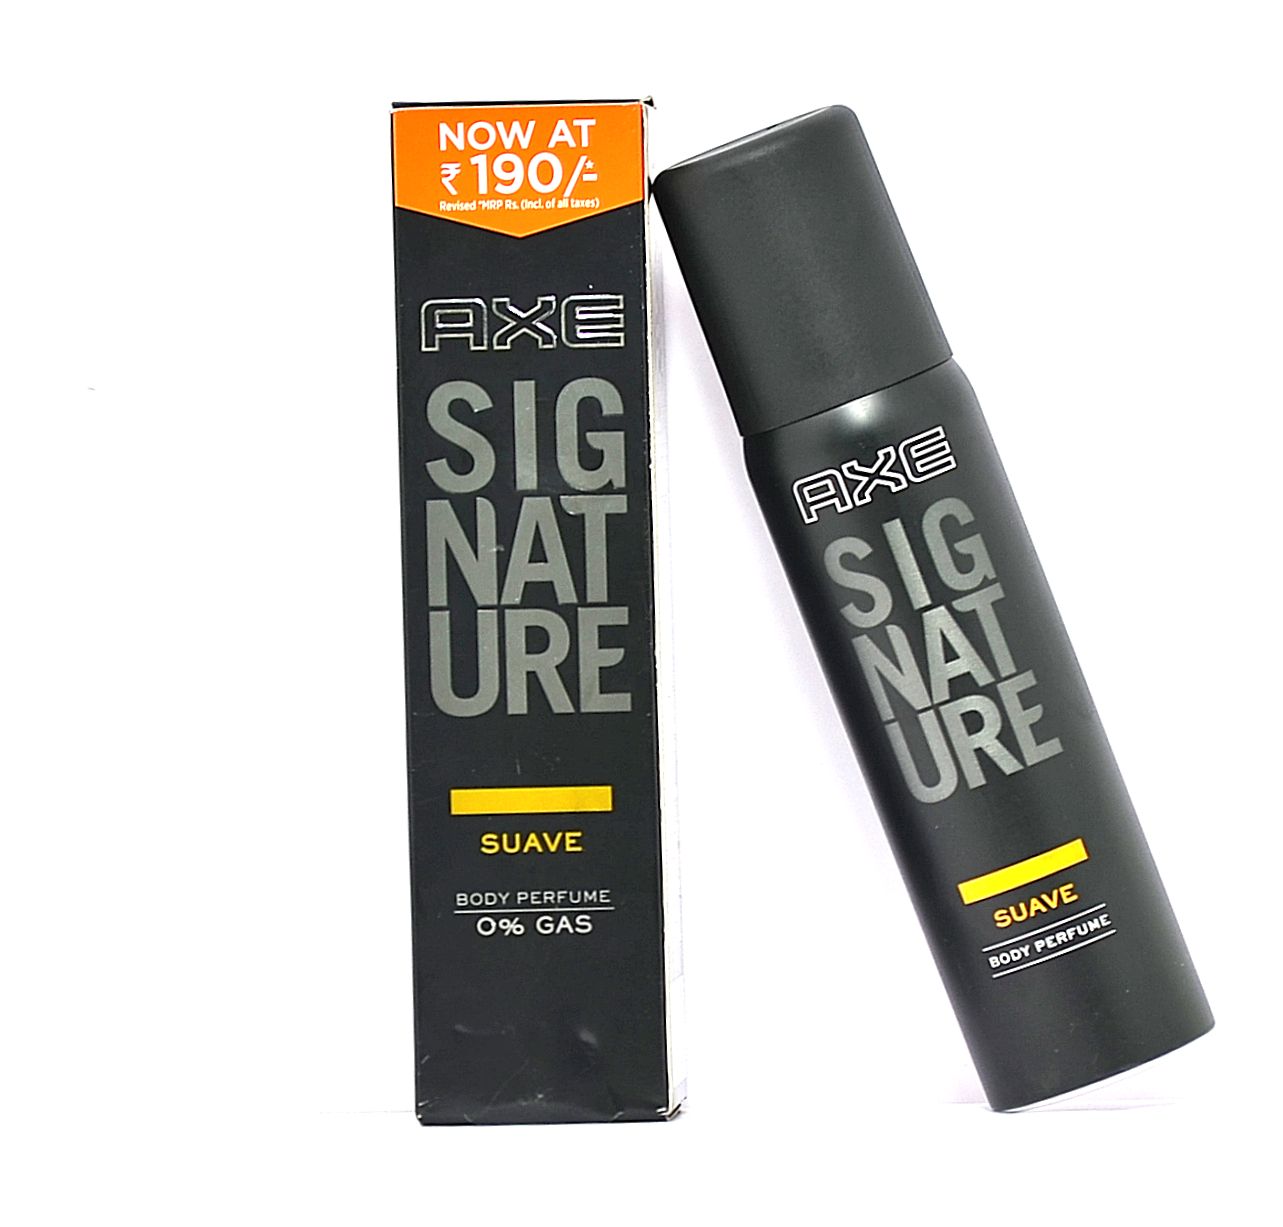 NOW AT
₹ 190/*
Revised *MRP Rs. (Incl. of all taxes)
AXE
SIG
NAT
URE
SUAVE
BODY PERFUME
0% GAS
AXE
SIG
NAT
URE
SUAVE
BODY PERFUME